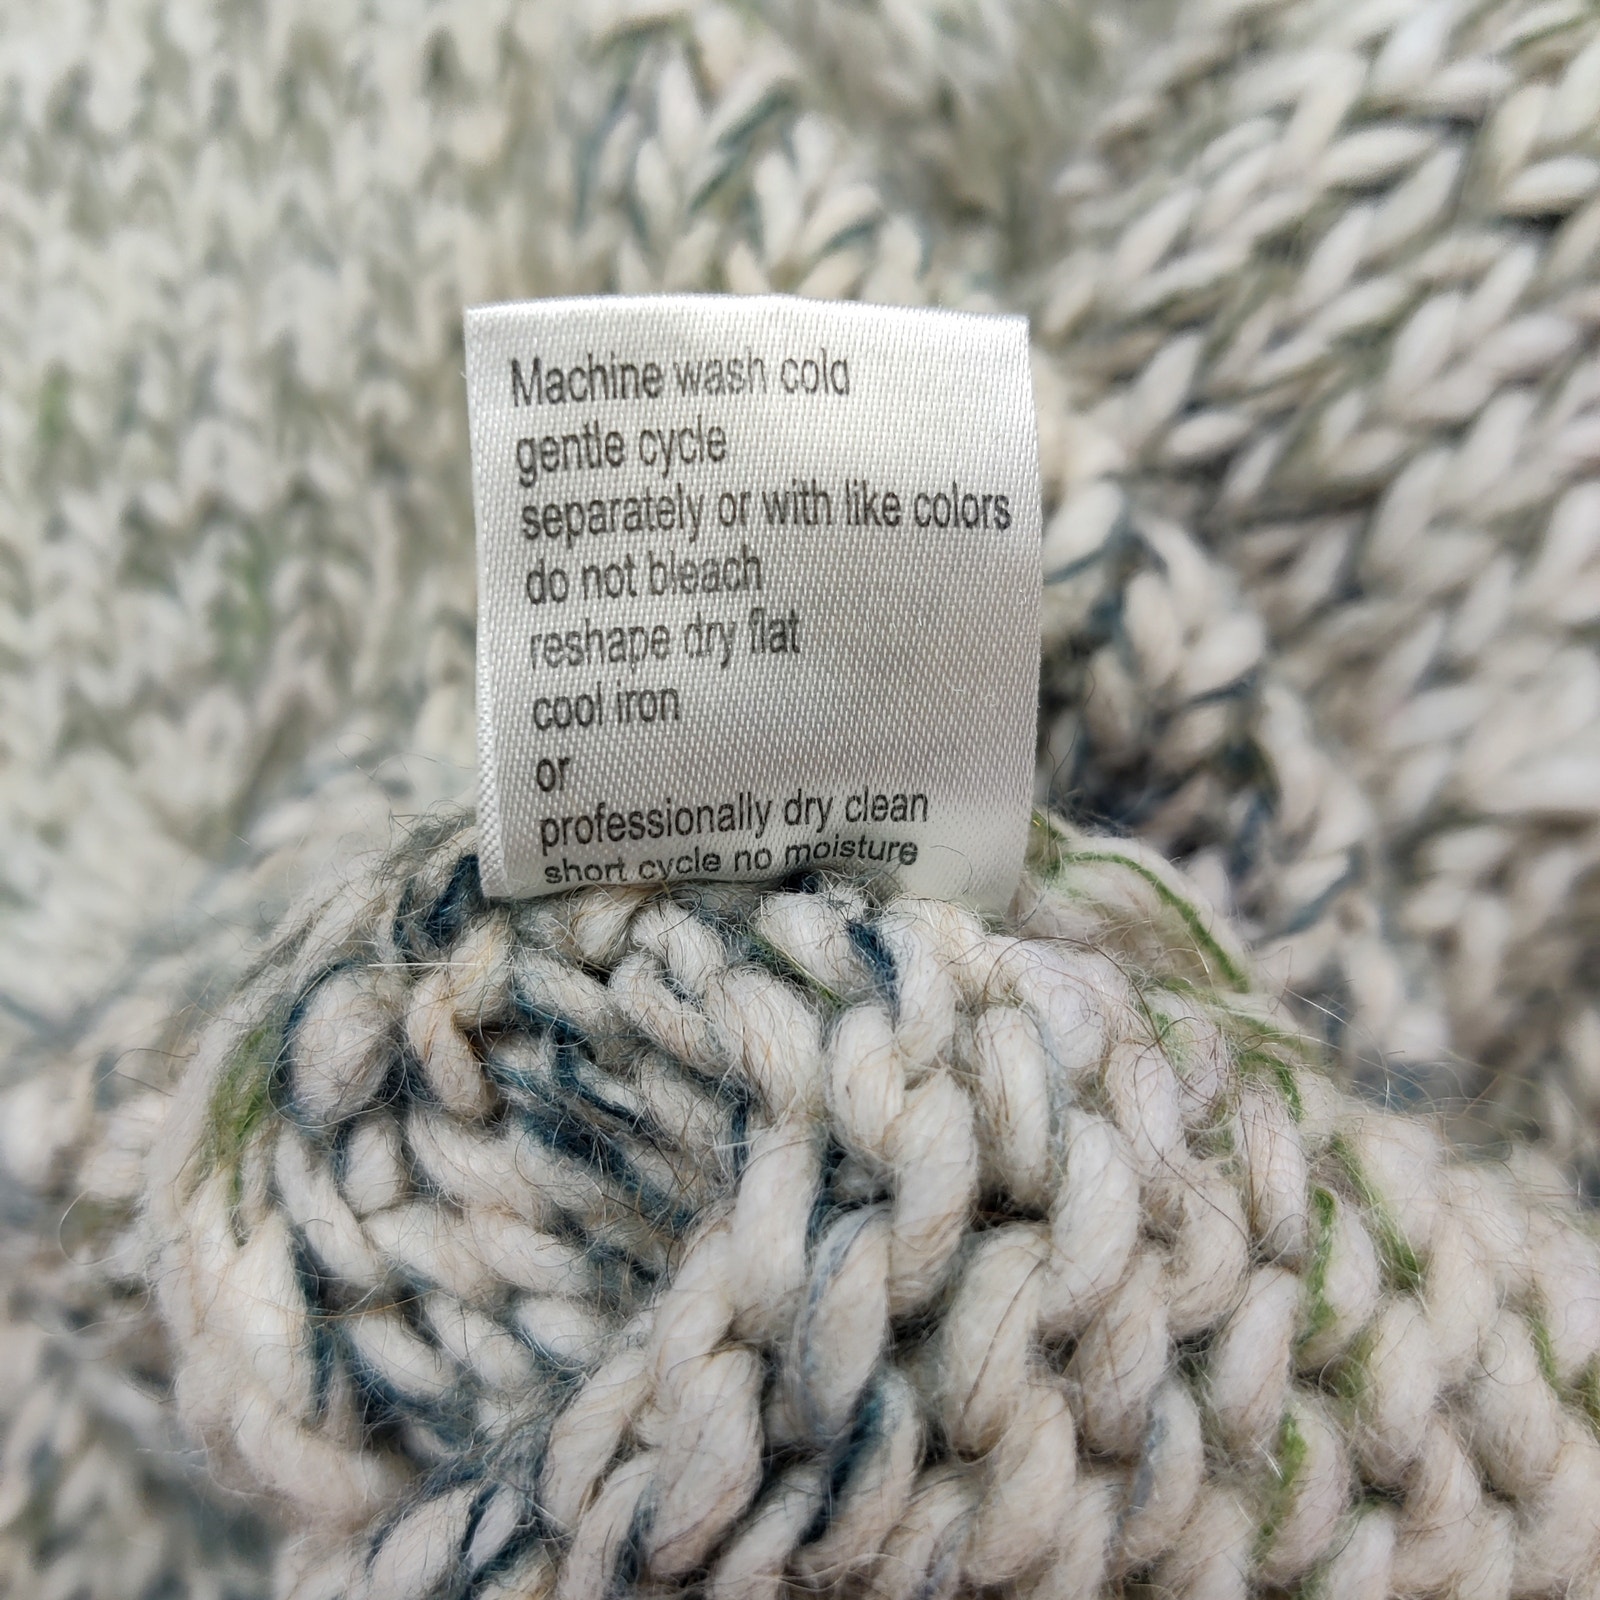 Machine wash cold
gentle cycle
separately or with like colors
do not bleach
reshape dry flat
cool iron
or
professionally dry clean
short cycle no moisture